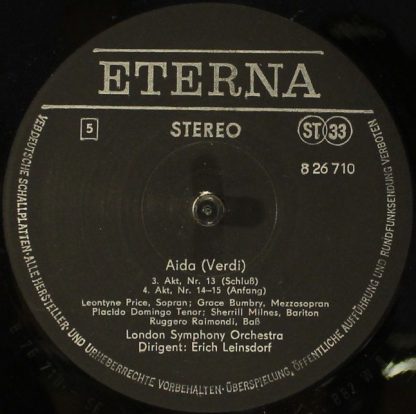 ETERNA
5
STEREO
ST 33
8 26 710
Aida (Verdi)
3. Akt, Nr. 13 (Schluß)
4. Akt, Nr. 14–15 (Anfang)
Leontyne Price, Sopran; Grace Bumbry, Mezzosopran
Placido Domingo Tenor; Sherrill Milnes, Bariton
Ruggero Raimondi, Baß
London Symphony Orchestra
Dirigent: Erich Leinsdorf
VEB DEUTSCHE SCHALLPLATTEN · ALLE HERSTELLER- UND URHEBERRECHTE VORBEHALTEN · ÜBERSPIELUNG, ÖFFENTLICHE AUFFÜHRUNG UND RUNDFUNKSENDUNG VERBOTEN